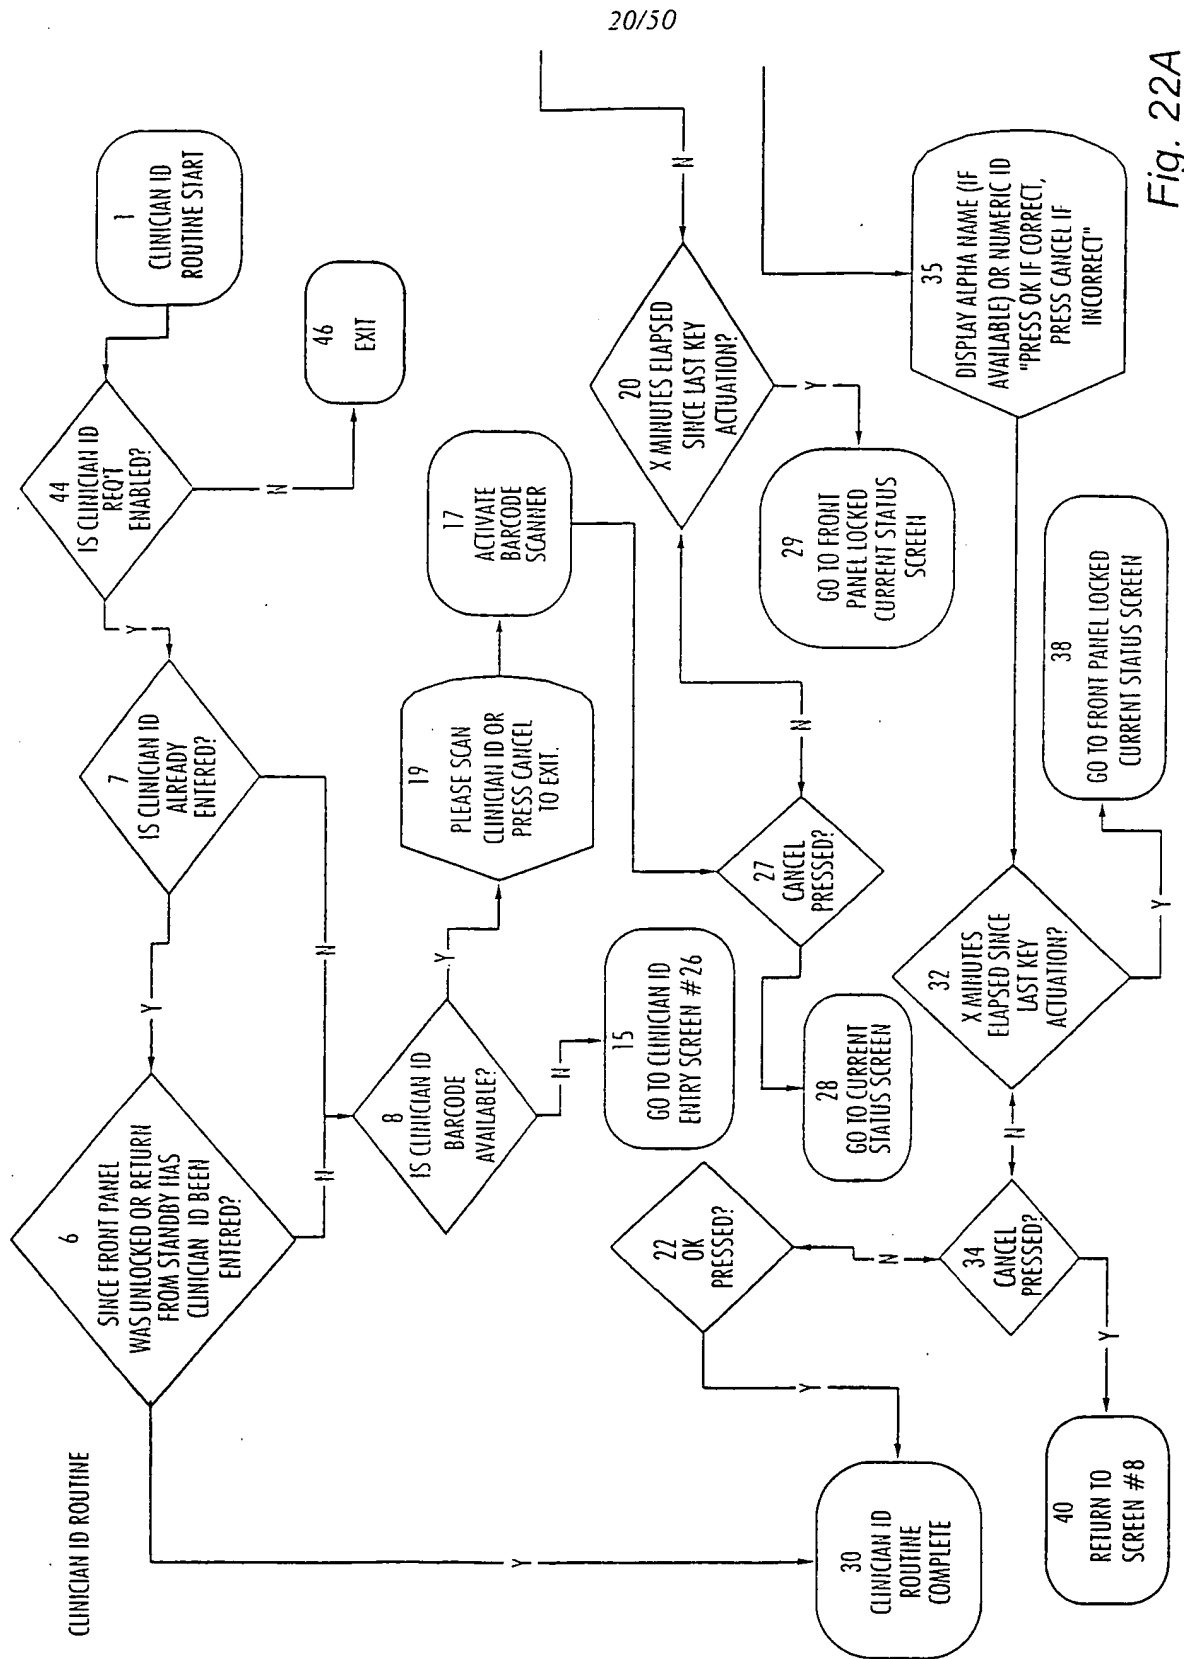 20/50
CLINICIAN ID ROUTINE
1
CLINICIAN ID
ROUTINE START
44
IS CLINICIAN ID
REQ'T
ENABLED?
N
46
EXIT
Y
7
IS CLINICIAN ID
ALREADY
ENTERED?
Y
N
6
SINCE FRONT PANEL
WAS UNLOCKED OR RETURN
FROM STANDBY HAS
CLINICIAN ID BEEN
ENTERED?
N
Y
8
IS CLINICIAN ID
BARCODE
AVAILABLE?
Y
N
19
PLEASE SCAN
CLINICIAN ID OR
PRESS CANCEL
TO EXIT.
17
ACTIVATE
BARCODE
SCANNER
15
GO TO CLINICIAN ID
ENTRY SCREEN #26
N
20
X MINUTES ELAPSED
SINCE LAST KEY
ACTUATION?
Y
29
GO TO FRONT
PANEL LOCKED
CURRENT STATUS
SCREEN
N
27
CANCEL
PRESSED?
28
GO TO CURRENT
STATUS SCREEN
35
DISPLAY ALPHA NAME (IF
AVAILABLE) OR NUMERIC ID
"PRESS OK IF CORRECT,
PRESS CANCEL IF
INCORRECT"
32
X MINUTES
ELAPSED SINCE
LAST KEY
ACTUATION?
Y
38
GO TO FRONT PANEL LOCKED
CURRENT STATUS SCREEN
N
34
CANCEL
PRESSED?
Y
40
RETURN TO
SCREEN #8
N
22
OK
PRESSED?
Y
30
CLINICIAN ID
ROUTINE
COMPLETE
Fig. 22A